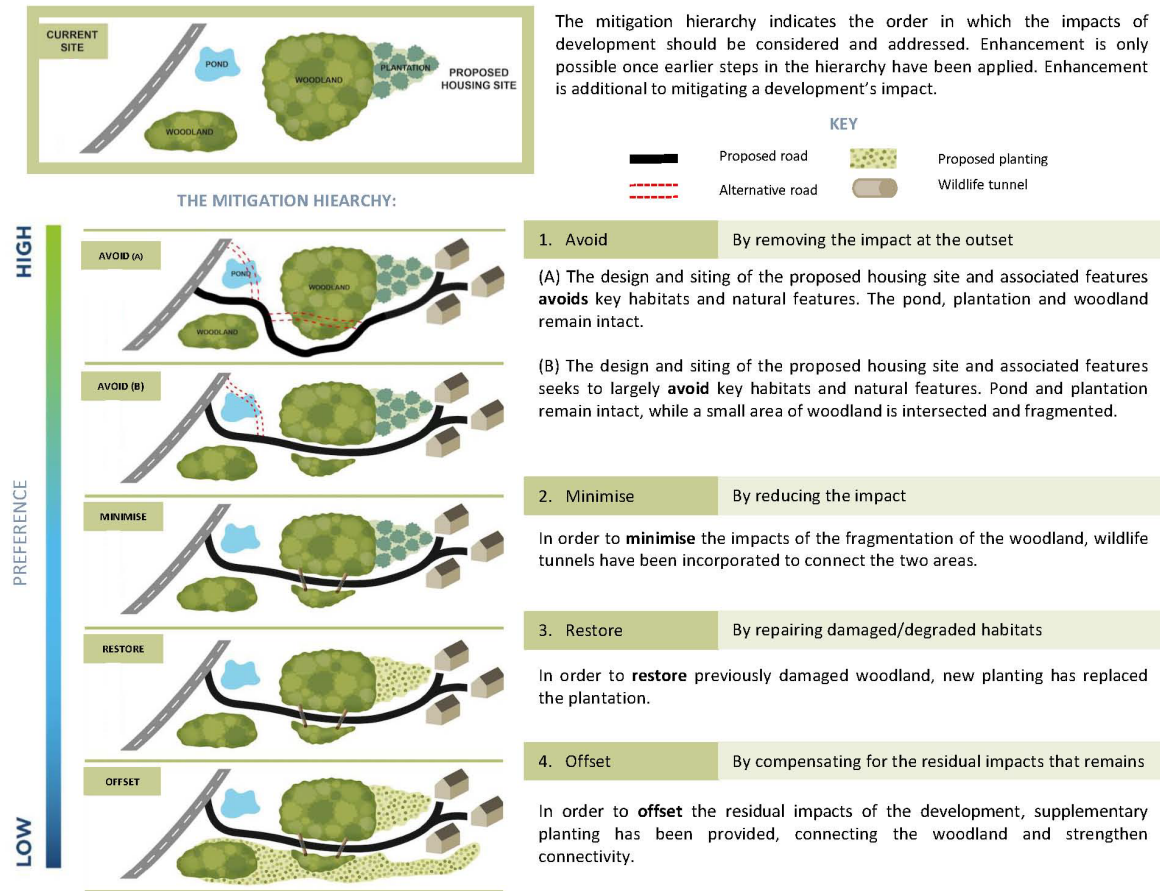 CURRENT
SITE
POND
WOODLAND
PLANTATION
PROPOSED
HOUSING SITE
WOODLAND
The mitigation hierarchy indicates the order in which the impacts of
development should be considered and addressed. Enhancement is only
possible once earlier steps in the hierarchy have been applied. Enhancement
is additional to mitigating a development's impact.
KEY
Proposed road
Proposed planting
Alternative road
Wildlife tunnel
THE MITIGATION HIEARCHY:
HIGH
PREFERENCE
LOW
AVOID (A)
POND
WOODLAND
WOODLAND
1. Avoid
By removing the impact at the outset
(A) The design and siting of the proposed housing site and associated features
avoids key habitats and natural features. The pond, plantation and woodland
remain intact.
AVOID (B)
(B) The design and siting of the proposed housing site and associated features
seeks to largely avoid key habitats and natural features. Pond and plantation
remain intact, while a small area of woodland is intersected and fragmented.
MINIMISE
2. Minimise
By reducing the impact
In order to minimise the impacts of the fragmentation of the woodland, wildlife
tunnels have been incorporated to connect the two areas.
RESTORE
3. Restore
By repairing damaged/degraded habitats
In order to restore previously damaged woodland, new planting has replaced
the plantation.
OFFSET
4. Offset
By compensating for the residual impacts that remains
In order to offset the residual impacts of the development, supplementary
planting has been provided, connecting the woodland and strengthen
connectivity.